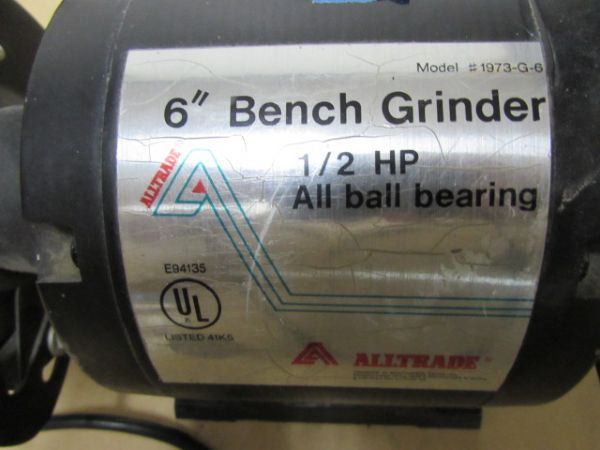 Model #1973-G-6
6" Bench Grinder
1/2 HP
All ball bearing
ALLTRADE
E94135
UL
LISTED 41K5
ALLTRADE®